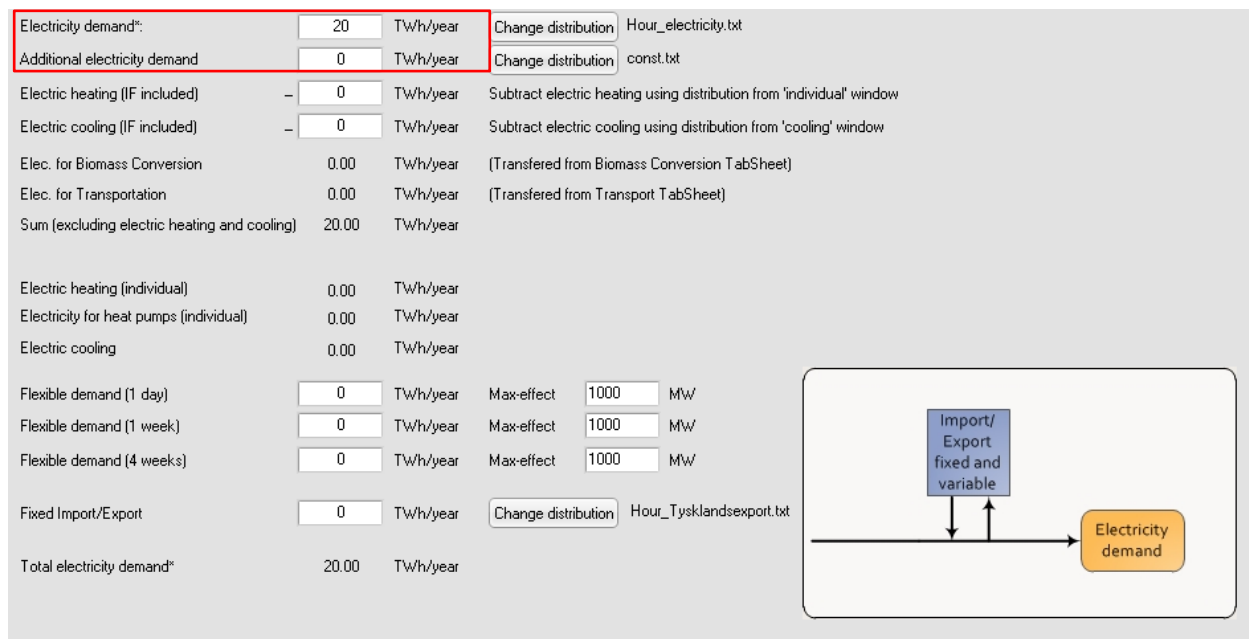 Electricity demand*: 20 TWh/year Change distribution Hour_electricity.txt
Additional electricity demand 0 TWh/year Change distribution const.txt
Electric heating (IF included) – 0 TWh/year Subtract electric heating using distribution from 'individual' window
Electric cooling (IF included) – 0 TWh/year Subtract electric cooling using distribution from 'cooling' window
Elec. for Biomass Conversion 0.00 TWh/year (Transfered from Biomass Conversion TabSheet)
Elec. for Transportation 0.00 TWh/year (Transfered from Transport TabSheet)
Sum (excluding electric heating and cooling) 20.00 TWh/year
Electric heating (individual) 0.00 TWh/year
Electricity for heat pumps (individual) 0.00 TWh/year
Electric cooling 0.00 TWh/year
Flexible demand (1 day) 0 TWh/year Max-effect 1000 MW
Flexible demand (1 week) 0 TWh/year Max-effect 1000 MW
Flexible demand (4 weeks) 0 TWh/year Max-effect 1000 MW
Fixed Import/Export 0 TWh/year Change distribution Hour_Tysklandsexport.txt
Total electricity demand* 20.00 TWh/year
Import/
Export
fixed and
variable
Electricity
demand